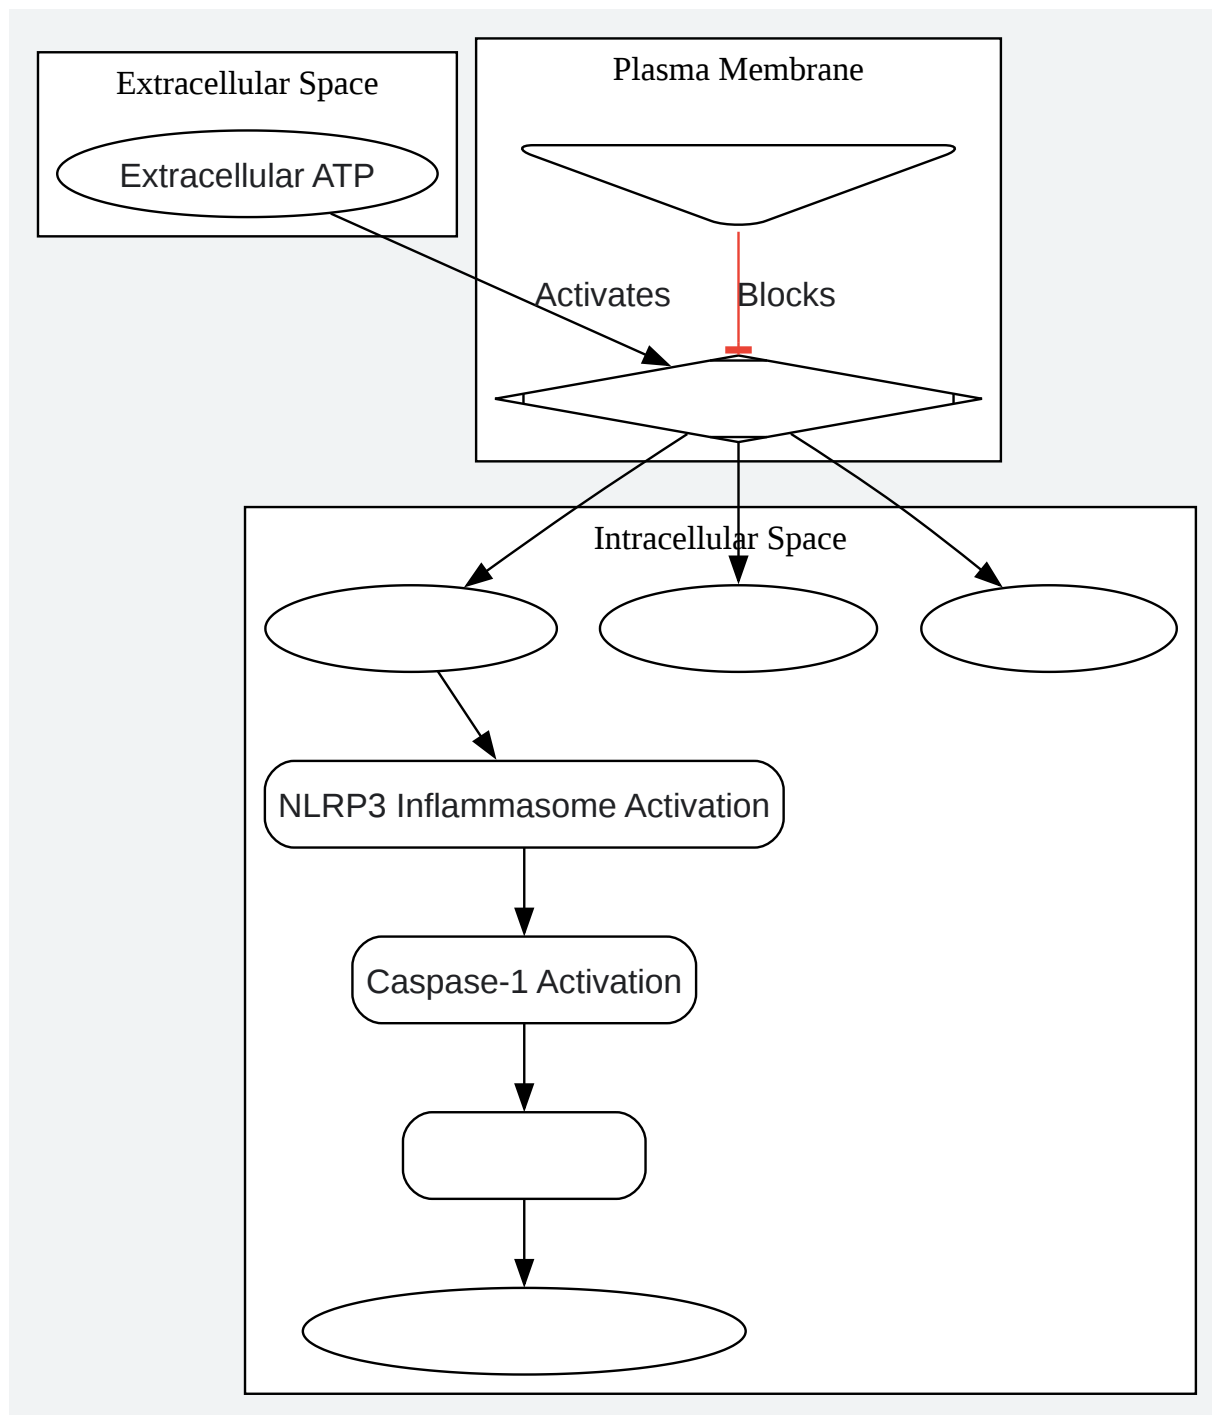 Extracellular Space
Extracellular ATP
Plasma Membrane
Activates
Blocks
Intracellular Space
NLRP3 Inflammasome Activation
Caspase-1 Activation